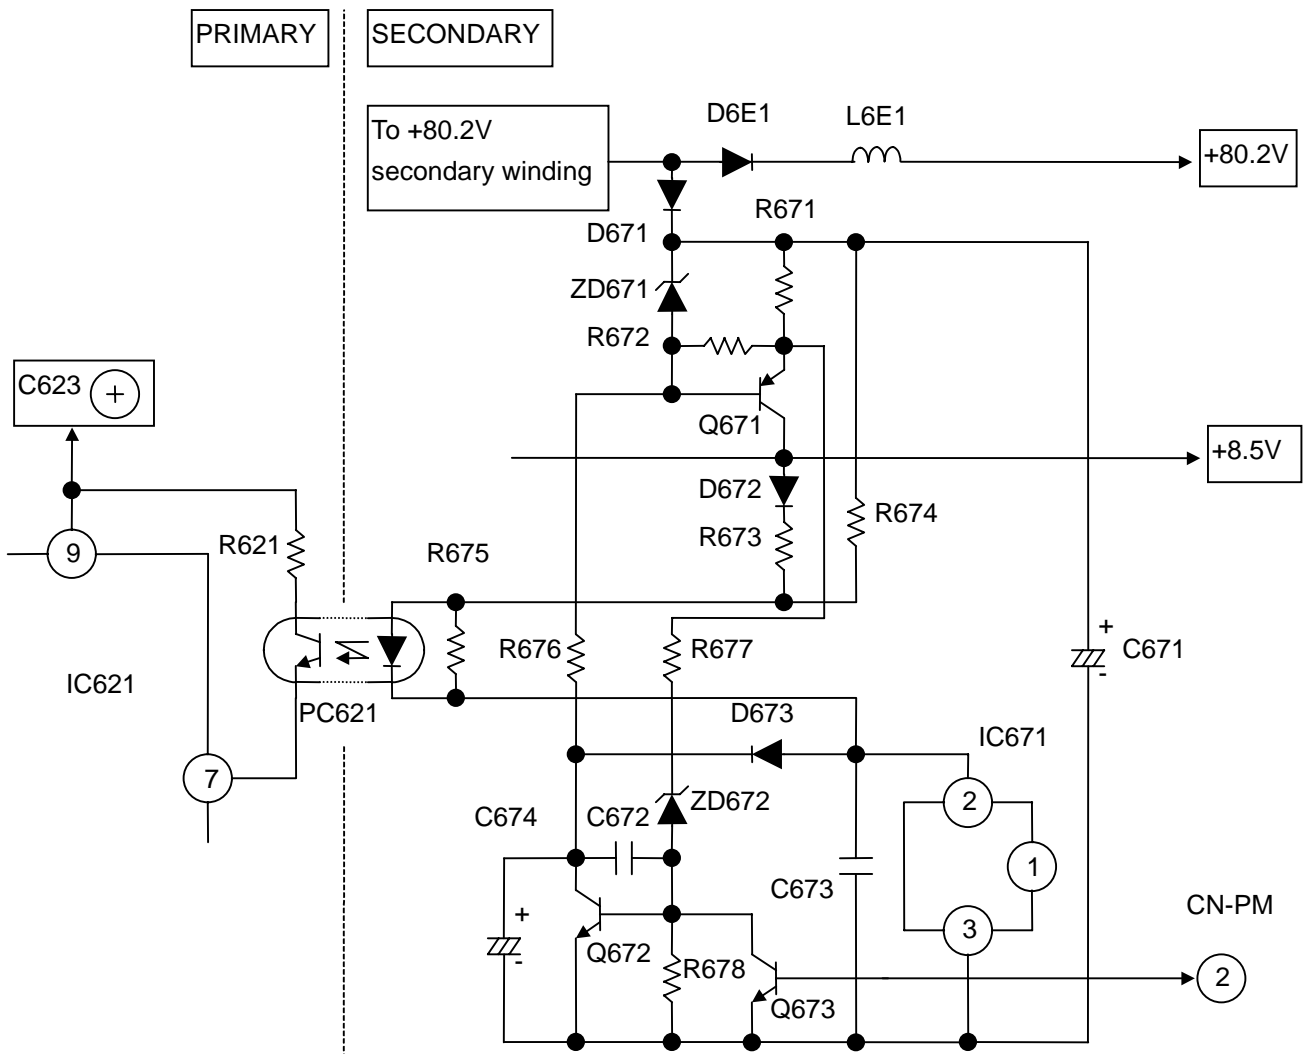 PRIMARY
SECONDARY
D6E1
L6E1
To +80.2V
secondary winding
+80.2V
R671
D671
ZD671
R672
C623
+
Q671
+8.5V
D672
R674
R673
R621
9
R675
+
R676
R677
C671
-
IC621
PC621
D673
IC671
7
2
ZD672
C674
C672
1
C673
CN-PM
+
Q672
R678
-
2
3
Q673